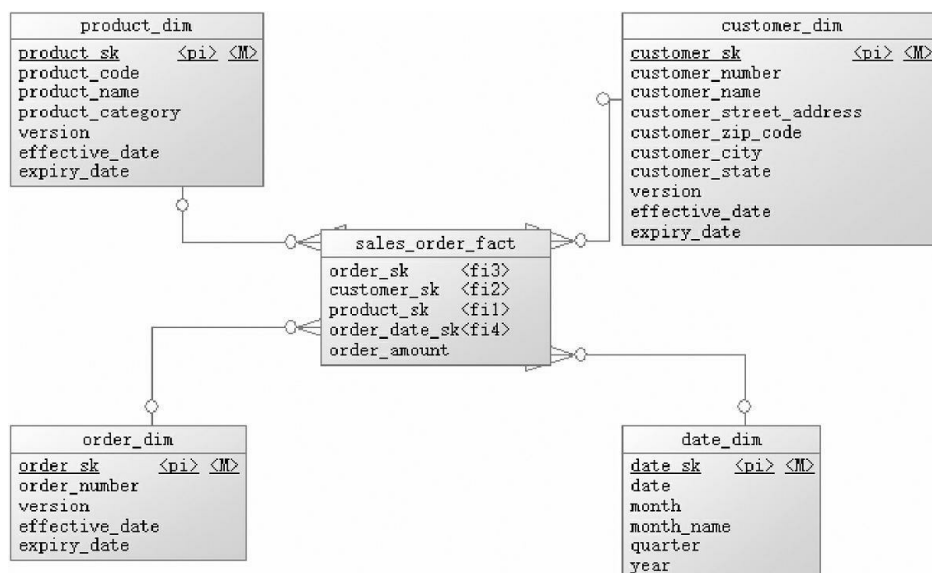 product_dim
product_sk <pi> <M>
product_code
product_name
product_category
version
effective_date
expiry_date
customer_dim
customer_sk <pi> <M>
customer_number
customer_name
customer_street_address
customer_zip_code
customer_city
customer_state
version
effective_date
expiry_date
sales_order_fact
order_sk <fi3>
customer_sk <fi2>
product_sk <fi1>
order_date_sk<fi4>
order_amount
order_dim
order_sk <pi> <M>
order_number
version
effective_date
expiry_date
date_dim
date_sk <pi> <M>
date
month
month_name
quarter
year